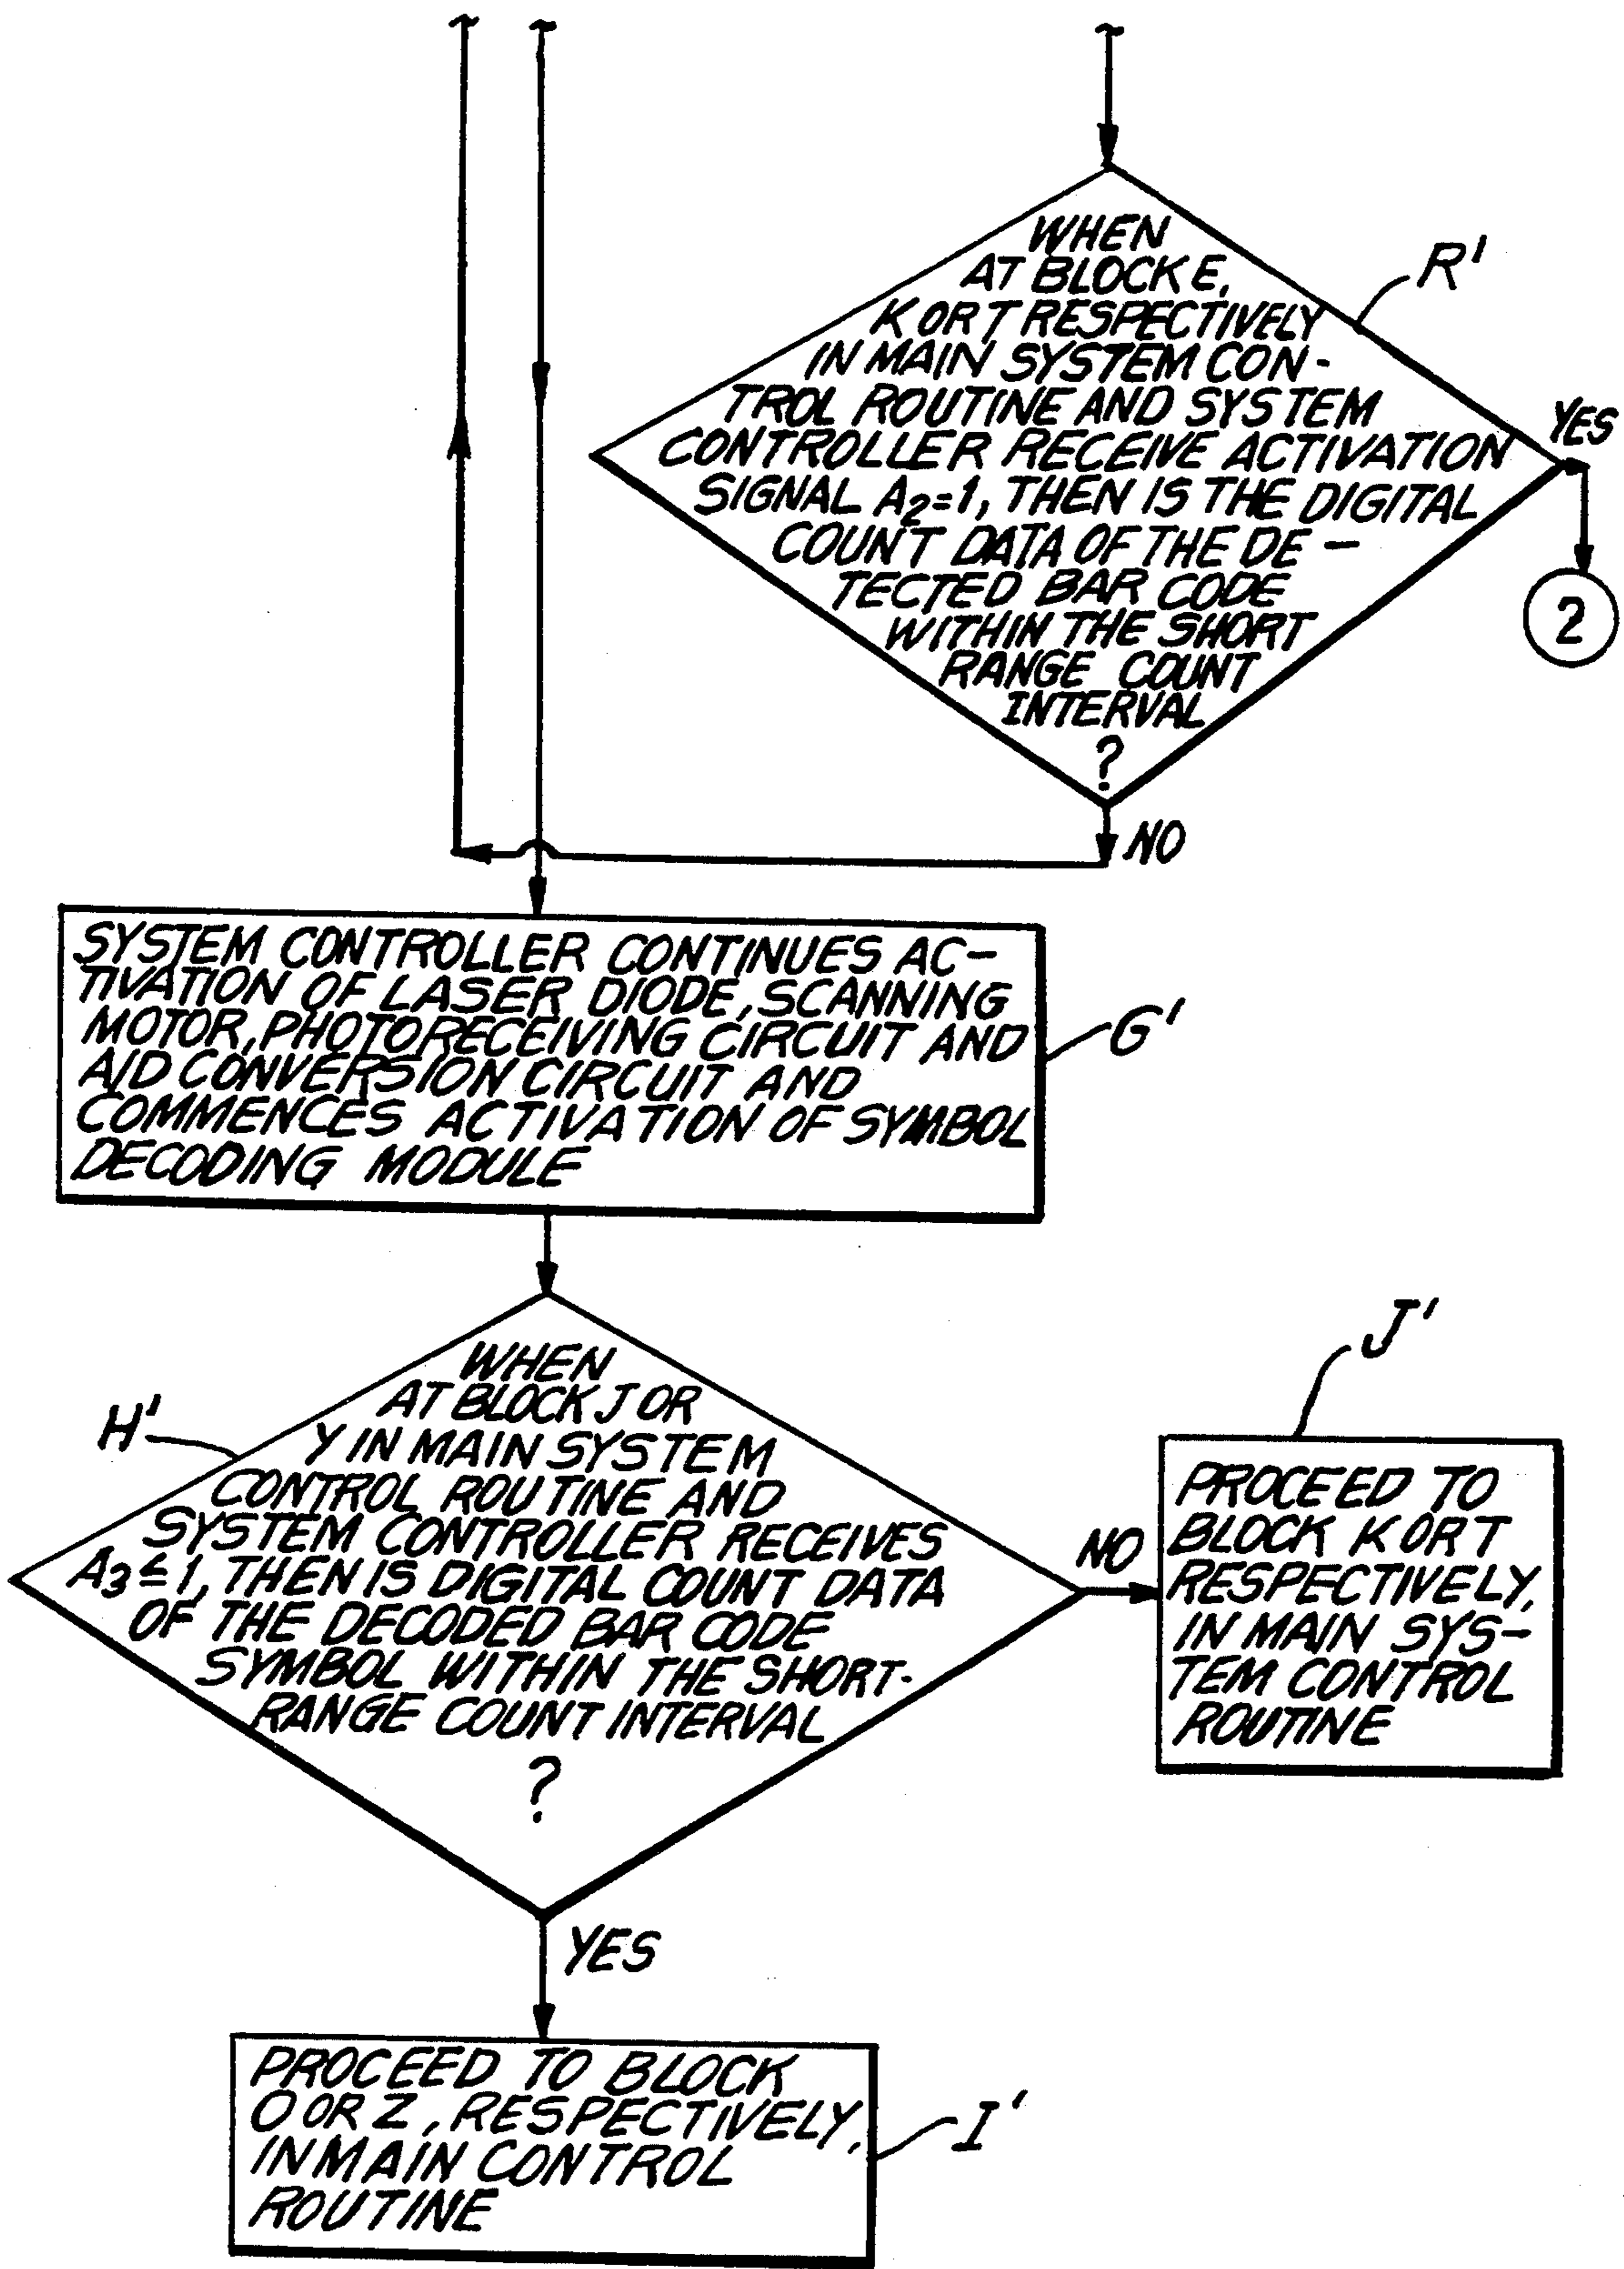 WHEN
AT BLOCK E,
K OR T RESPECTIVELY
IN MAIN SYSTEM CON-
TROL ROUTINE AND SYSTEM
CONTROLLER RECEIVE ACTIVATION
SIGNAL A2=1, THEN IS THE DIGITAL
COUNT DATA OF THE DE-
TECTED BAR CODE
WITHIN THE SHORT
RANGE COUNT
INTERVAL
?
R'
YES
2
NO
SYSTEM CONTROLLER CONTINUES AC-
TIVATION OF LASER DIODE, SCANNING
MOTOR, PHOTORECEIVING CIRCUIT AND
A/D CONVERSION CIRCUIT AND
COMMENCES ACTIVATION OF SYMBOL
DECODING MODULE
G'
WHEN
AT BLOCK J OR
Y IN MAIN SYSTEM
CONTROL ROUTINE AND
SYSTEM CONTROLLER RECEIVES
A3≤1, THEN IS DIGITAL COUNT DATA
OF THE DECODED BAR CODE
SYMBOL WITHIN THE SHORT-
RANGE COUNT INTERVAL
?
H'
NO
J'
PROCEED TO
BLOCK K OR T
RESPECTIVELY,
IN MAIN SYS-
TEM CONTROL
ROUTINE
YES
PROCEED TO BLOCK
O OR Z, RESPECTIVELY,
IN MAIN CONTROL
ROUTINE
I'